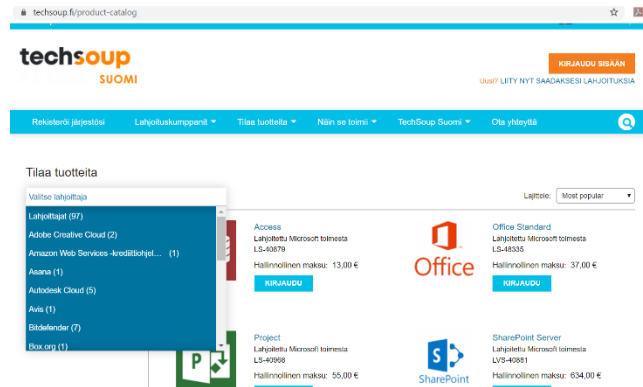 techsoup.fi/product-catalog
techsoup
SUOMI
KIRJAUDU SISÄÄN
Uusi? LIITY NYT SAADAKSESI LAHJOITUKSIA
Rekisteröi järjestösi
Lahjoituskumppanit
Tilaa tuotteita
Näin se toimii
TechSoup Suomi
Ota yhteyttä
Tilaa tuotteita
Valitse lahjoittaja
Lajittele: Most popular
Lahjoittajat (97)
Adobe Creative Cloud (2)
Amazon Web Services -krediittiohjel... (1)
Asana (1)
Autodesk Cloud (5)
Avis (1)
Bitdefender (7)
Box.org (1)
Access
Lahjoitettu Microsoft toimesta
LS-40879
Hallinnollinen maksu: 13,00 €
KIRJAUDU
Office
Office Standard
Lahjoitettu Microsoft toimesta
LS-48335
Hallinnollinen maksu: 37,00 €
KIRJAUDU
P
Project
Lahjoitettu Microsoft toimesta
LS-40968
Hallinnollinen maksu: 55,00 €
S
SharePoint
SharePoint Server
Lahjoitettu Microsoft toimesta
LVS-40881
Hallinnollinen maksu: 634,00 €